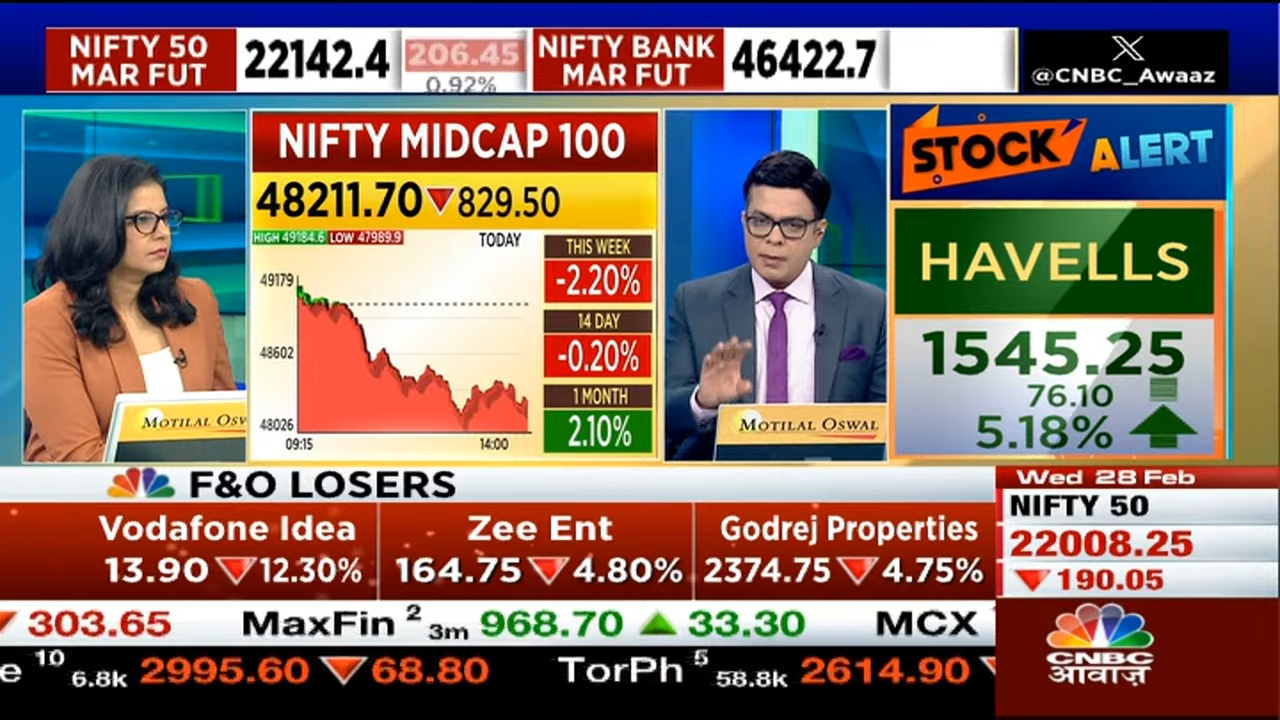 NIFTY 50
MAR FUT
22142.4
206.45
0.92%
NIFTY BANK
MAR FUT
46422.7
X
@CNBC_Awaaz
NIFTY MIDCAP 100
48211.70 829.50
HIGH 49184.6 LOW 47989.9
TODAY
49179
48602
48026
09:15 14:00
THIS WEEK
-2.20%
14 DAY
-0.20%
1 MONTH
2.10%
MOTILAL OSW
MOTILAL OSWAL
STOCK ALERT
HAVELLS
1545.25
76.10
5.18%
F&O LOSERS
Vodafone Idea
13.90 12.30%
Zee Ent
164.75 4.80%
Godrej Properties
2374.75 4.75%
Wed 28 Feb
NIFTY 50
22008.25
190.05
303.65 MaxFin 2 3m 968.70 33.30 MCX
e 10 6.8k 2995.60 68.80 TorPh 5 58.8k 2614.90
CNBC
आवाज़